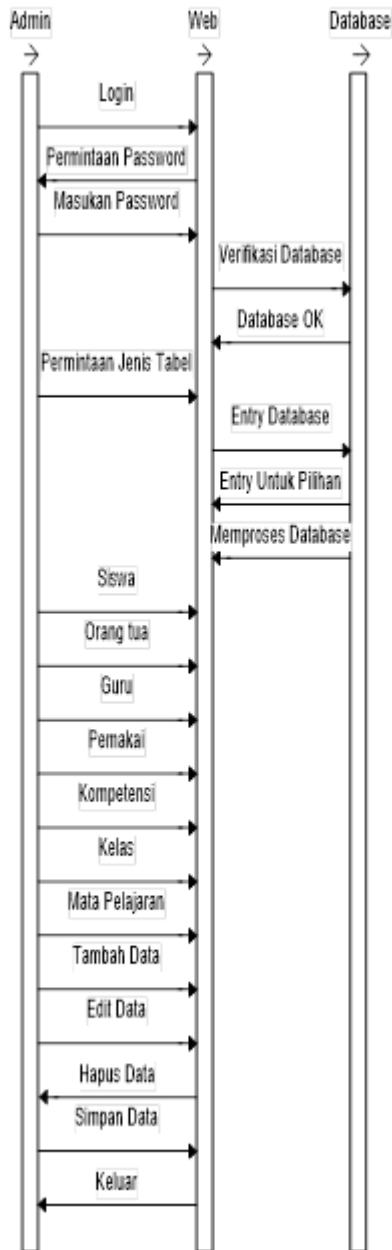 Admin Web Database
Login
Permintaan Password
Masukan Password
Verifikasi Database
Database OK
Permintaan Jenis Tabel
Entry Database
Entry Untuk Pilihan
Memproses Database
Siswa
Orang tua
Guru
Pemakai
Kompetensi
Kelas
Mata Pelajaran
Tambah Data
Edit Data
Hapus Data
Simpan Data
Keluar